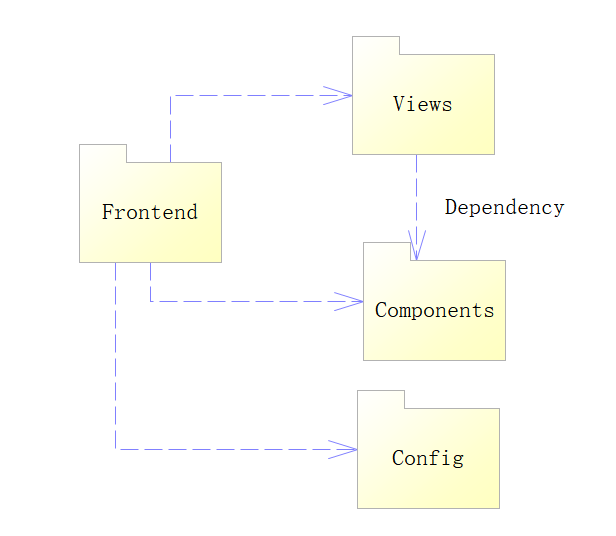 Views
Frontend
Dependency
Components
Config